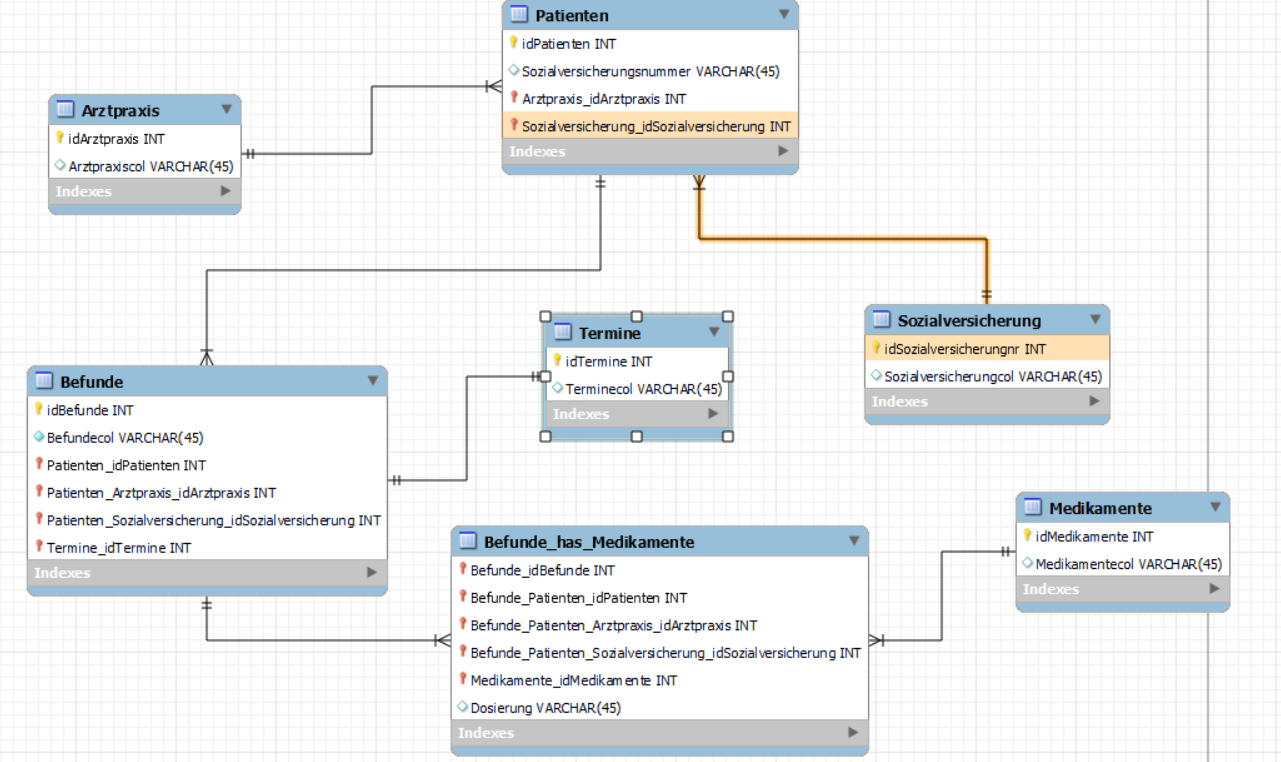 Patienten
idPatienten INT
Sozialversicherungsnummer VARCHAR(45)
Arztpraxis_idArztpraxis INT
Sozialversicherung_idSozialversicherung INT
Indexes
Arztpraxis
idArztpraxis INT
Arztpraxiscol VARCHAR(45)
Indexes
Termine
idTermine INT
Terminecol VARCHAR(45)
Indexes
Sozialversicherung
idSozialversicherungnr INT
Sozialversicherungcol VARCHAR(45)
Indexes
Befunde
idBefunde INT
Befundecol VARCHAR(45)
Patienten_idPatienten INT
Patienten_Arztpraxis_idArztpraxis INT
Patienten_Sozialversicherung_idSozialversicherung INT
Termine_idTermine INT
Indexes
Befunde_has_Medikamente
Befunde_idBefunde INT
Befunde_Patienten_idPatienten INT
Befunde_Patienten_Arztpraxis_idArztpraxis INT
Befunde_Patienten_Sozialversicherung_idSozialversicherung INT
Medikamente_idMedikamente INT
Dosierung VARCHAR(45)
Indexes
Medikamente
idMedikamente INT
Medikamentecol VARCHAR(45)
Indexes